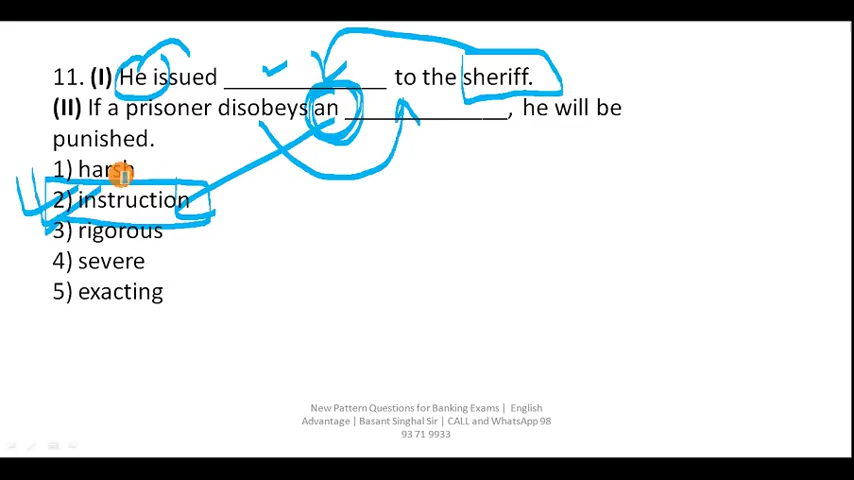 11. (I) He issued ______________ to the sheriff.
(II) If a prisoner disobeys an ______________, he will be
punished.
1) harsh
2) instruction
3) rigorous
4) severe
5) exacting
New Pattern Questions for Banking Exams | English
Advantage | Basant Singhal Sir | CALL and WhatsApp 98
93 71 9933